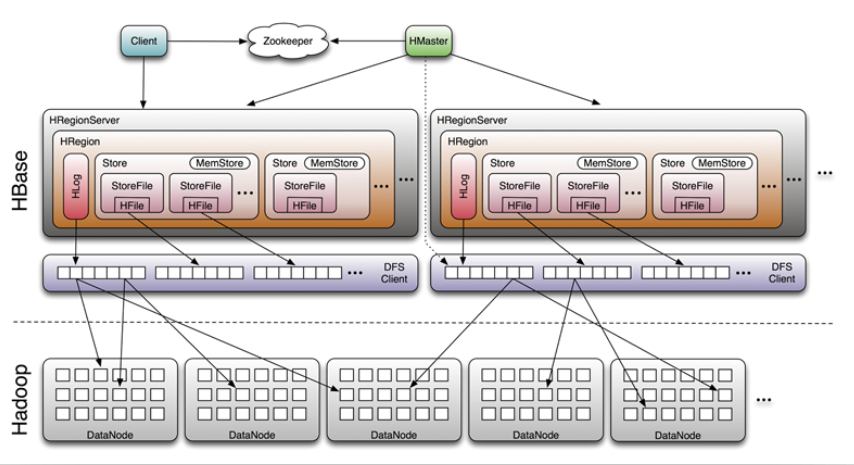 Client
Zookeeper
HMaster
HBase
HRegionServer
HRegion
HLog
Store
MemStore
StoreFile
HFile
StoreFile
HFile
...
Store
MemStore
StoreFile
HFile
...
...
HRegionServer
HRegion
HLog
Store
MemStore
StoreFile
HFile
StoreFile
HFile
...
Store
MemStore
StoreFile
HFile
...
...
...
...
DFS
Client
...
DFS
Client
Hadoop
DataNode
DataNode
DataNode
DataNode
DataNode
...